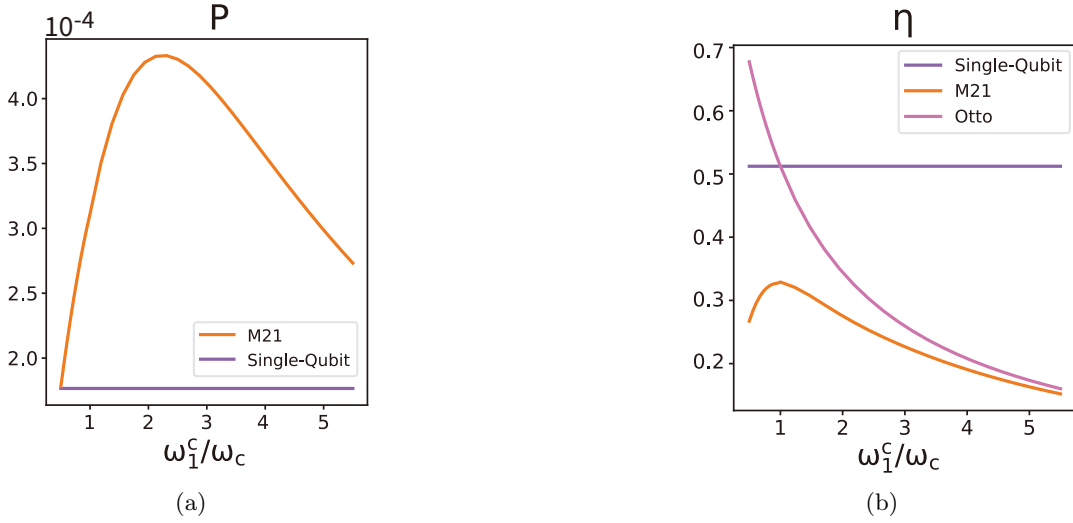 P
10⁻⁴
4.0
3.5
3.0
2.5
2.0
M21
Single-Qubit
1 2 3 4 5
ω₁ᶜ/ω_c
(a)
η
0.7
0.6
0.5
0.4
0.3
0.2
Single-Qubit
M21
Otto
1 2 3 4 5
ω₁ᶜ/ω_c
(b)